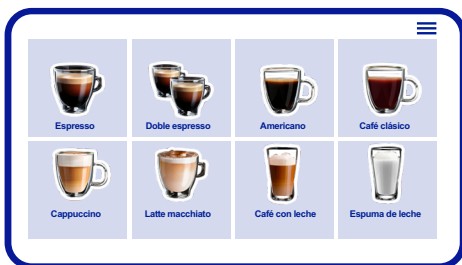 Espresso
Doble espresso
Americano
Café clásico
Cappuccino
Latte macchiato
Café con leche
Espuma de leche